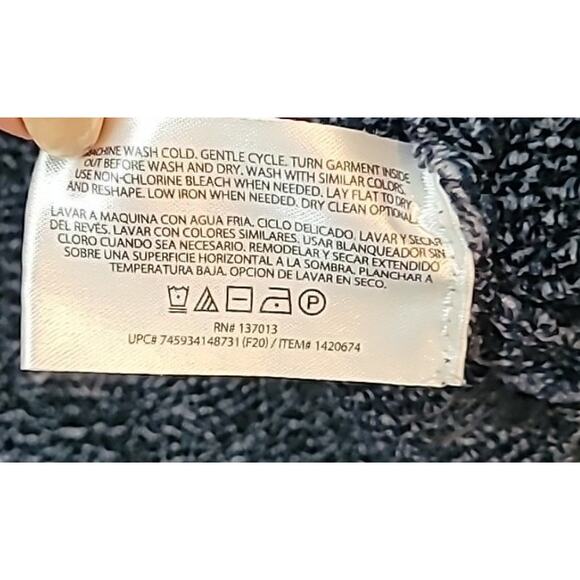 MACHINE WASH COLD. GENTLE CYCLE. TURN GARMENT INSIDE
OUT BEFORE WASH AND DRY. WASH WITH SIMILAR COLORS.
USE NON-CHLORINE BLEACH WHEN NEEDED. LAY FLAT TO DRY
AND RESHAPE. LOW IRON WHEN NEEDED. DRY CLEAN OPTIONAL.
LAVAR A MAQUINA CON AGUA FRIA. CICLO DELICADO. LAVAR Y SECAR
DEL REVÉS. LAVAR CON COLORES SIMILARES. USAR BLANQUEADOR SIN
CLORO CUANDO SEA NECESARIO. REMODELAR Y SECAR EXTENDIDO
SOBRE UNA SUPERFICIE HORIZONTAL A LA SOMBRA. PLANCHAR A
TEMPERATURA BAJA. OPCION DE LAVAR EN SECO.
P
RN# 137013
UPC# 745934148731 (F20) / ITEM# 1420674